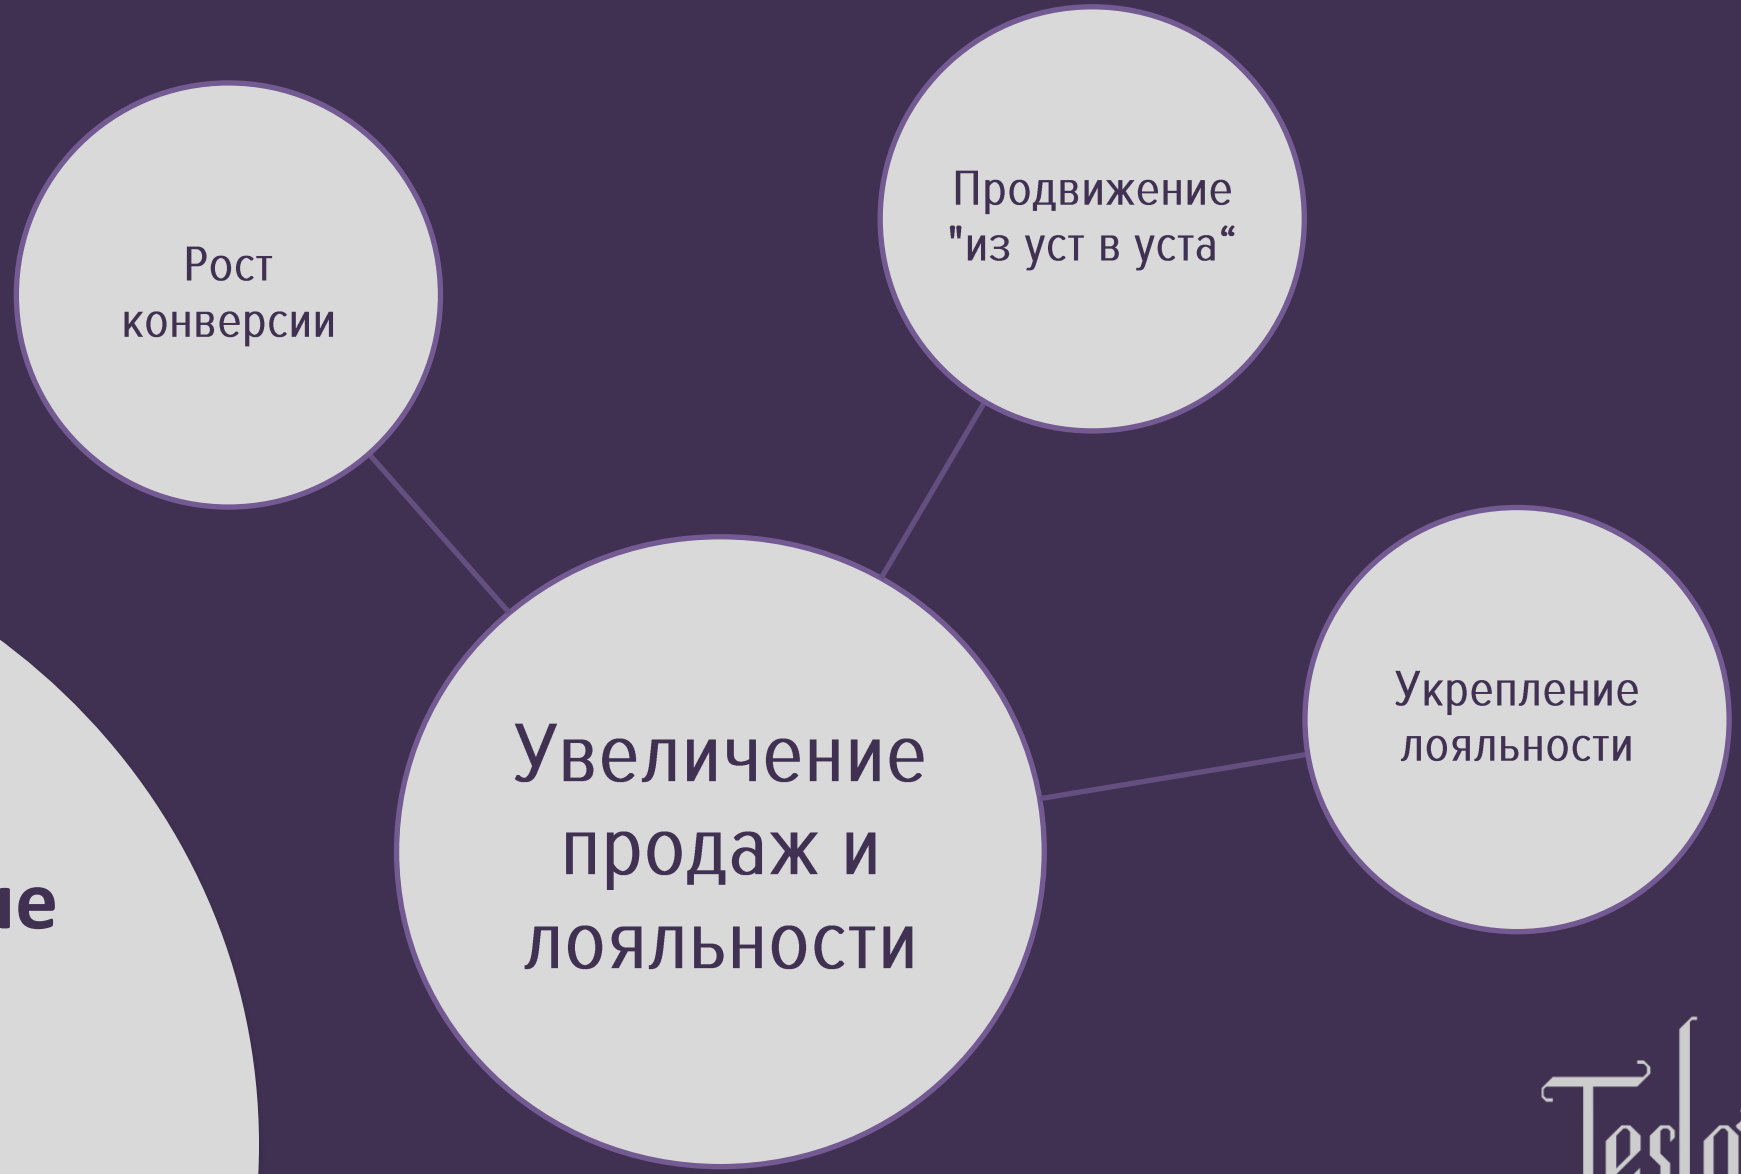 Рост
конверсии
Продвижение
"из уст в уста“
Укрепление
лояльности
Увеличение
продаж и
лояльности